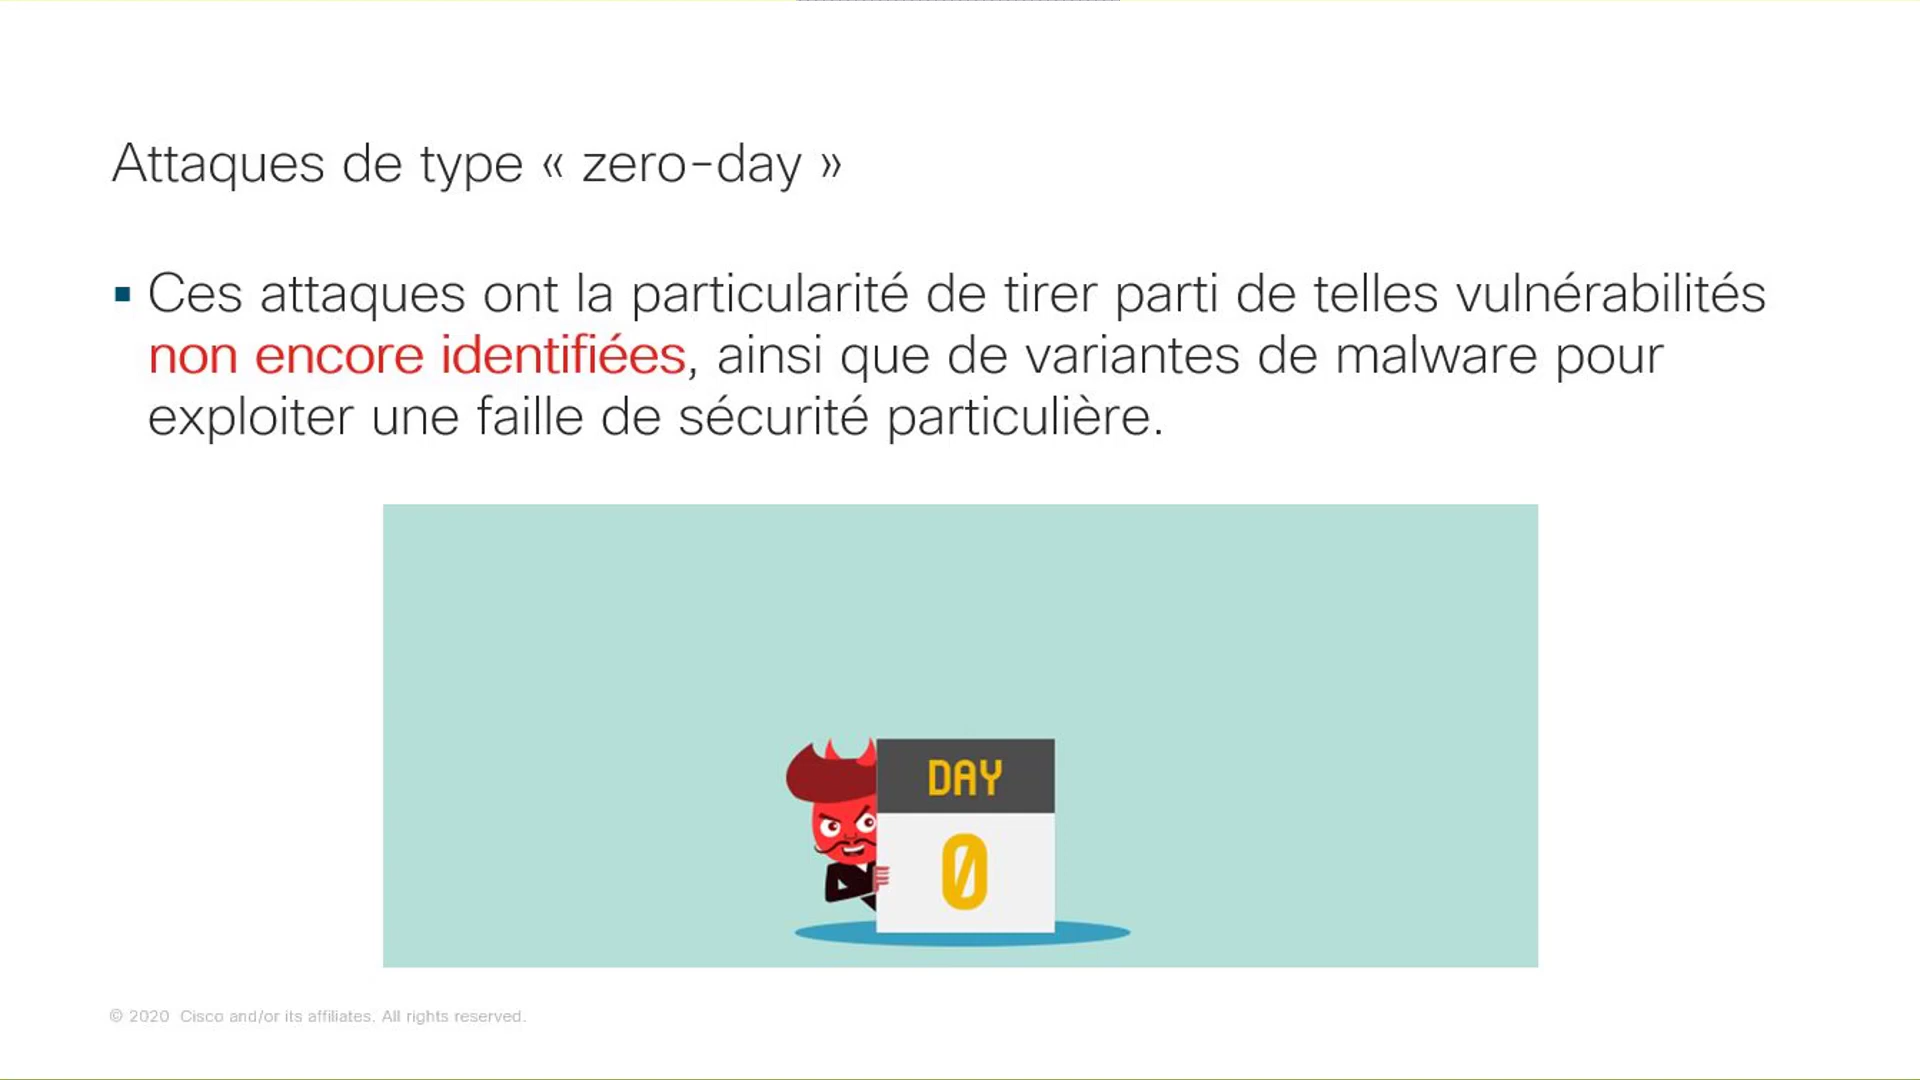 Attaques de type « zero-day »
▪ Ces attaques ont la particularité de tirer parti de telles vulnérabilités
non encore identifiées, ainsi que de variantes de malware pour
exploiter une faille de sécurité particulière.
DAY
0
© 2020 Cisco and/or its affiliates. All rights reserved.